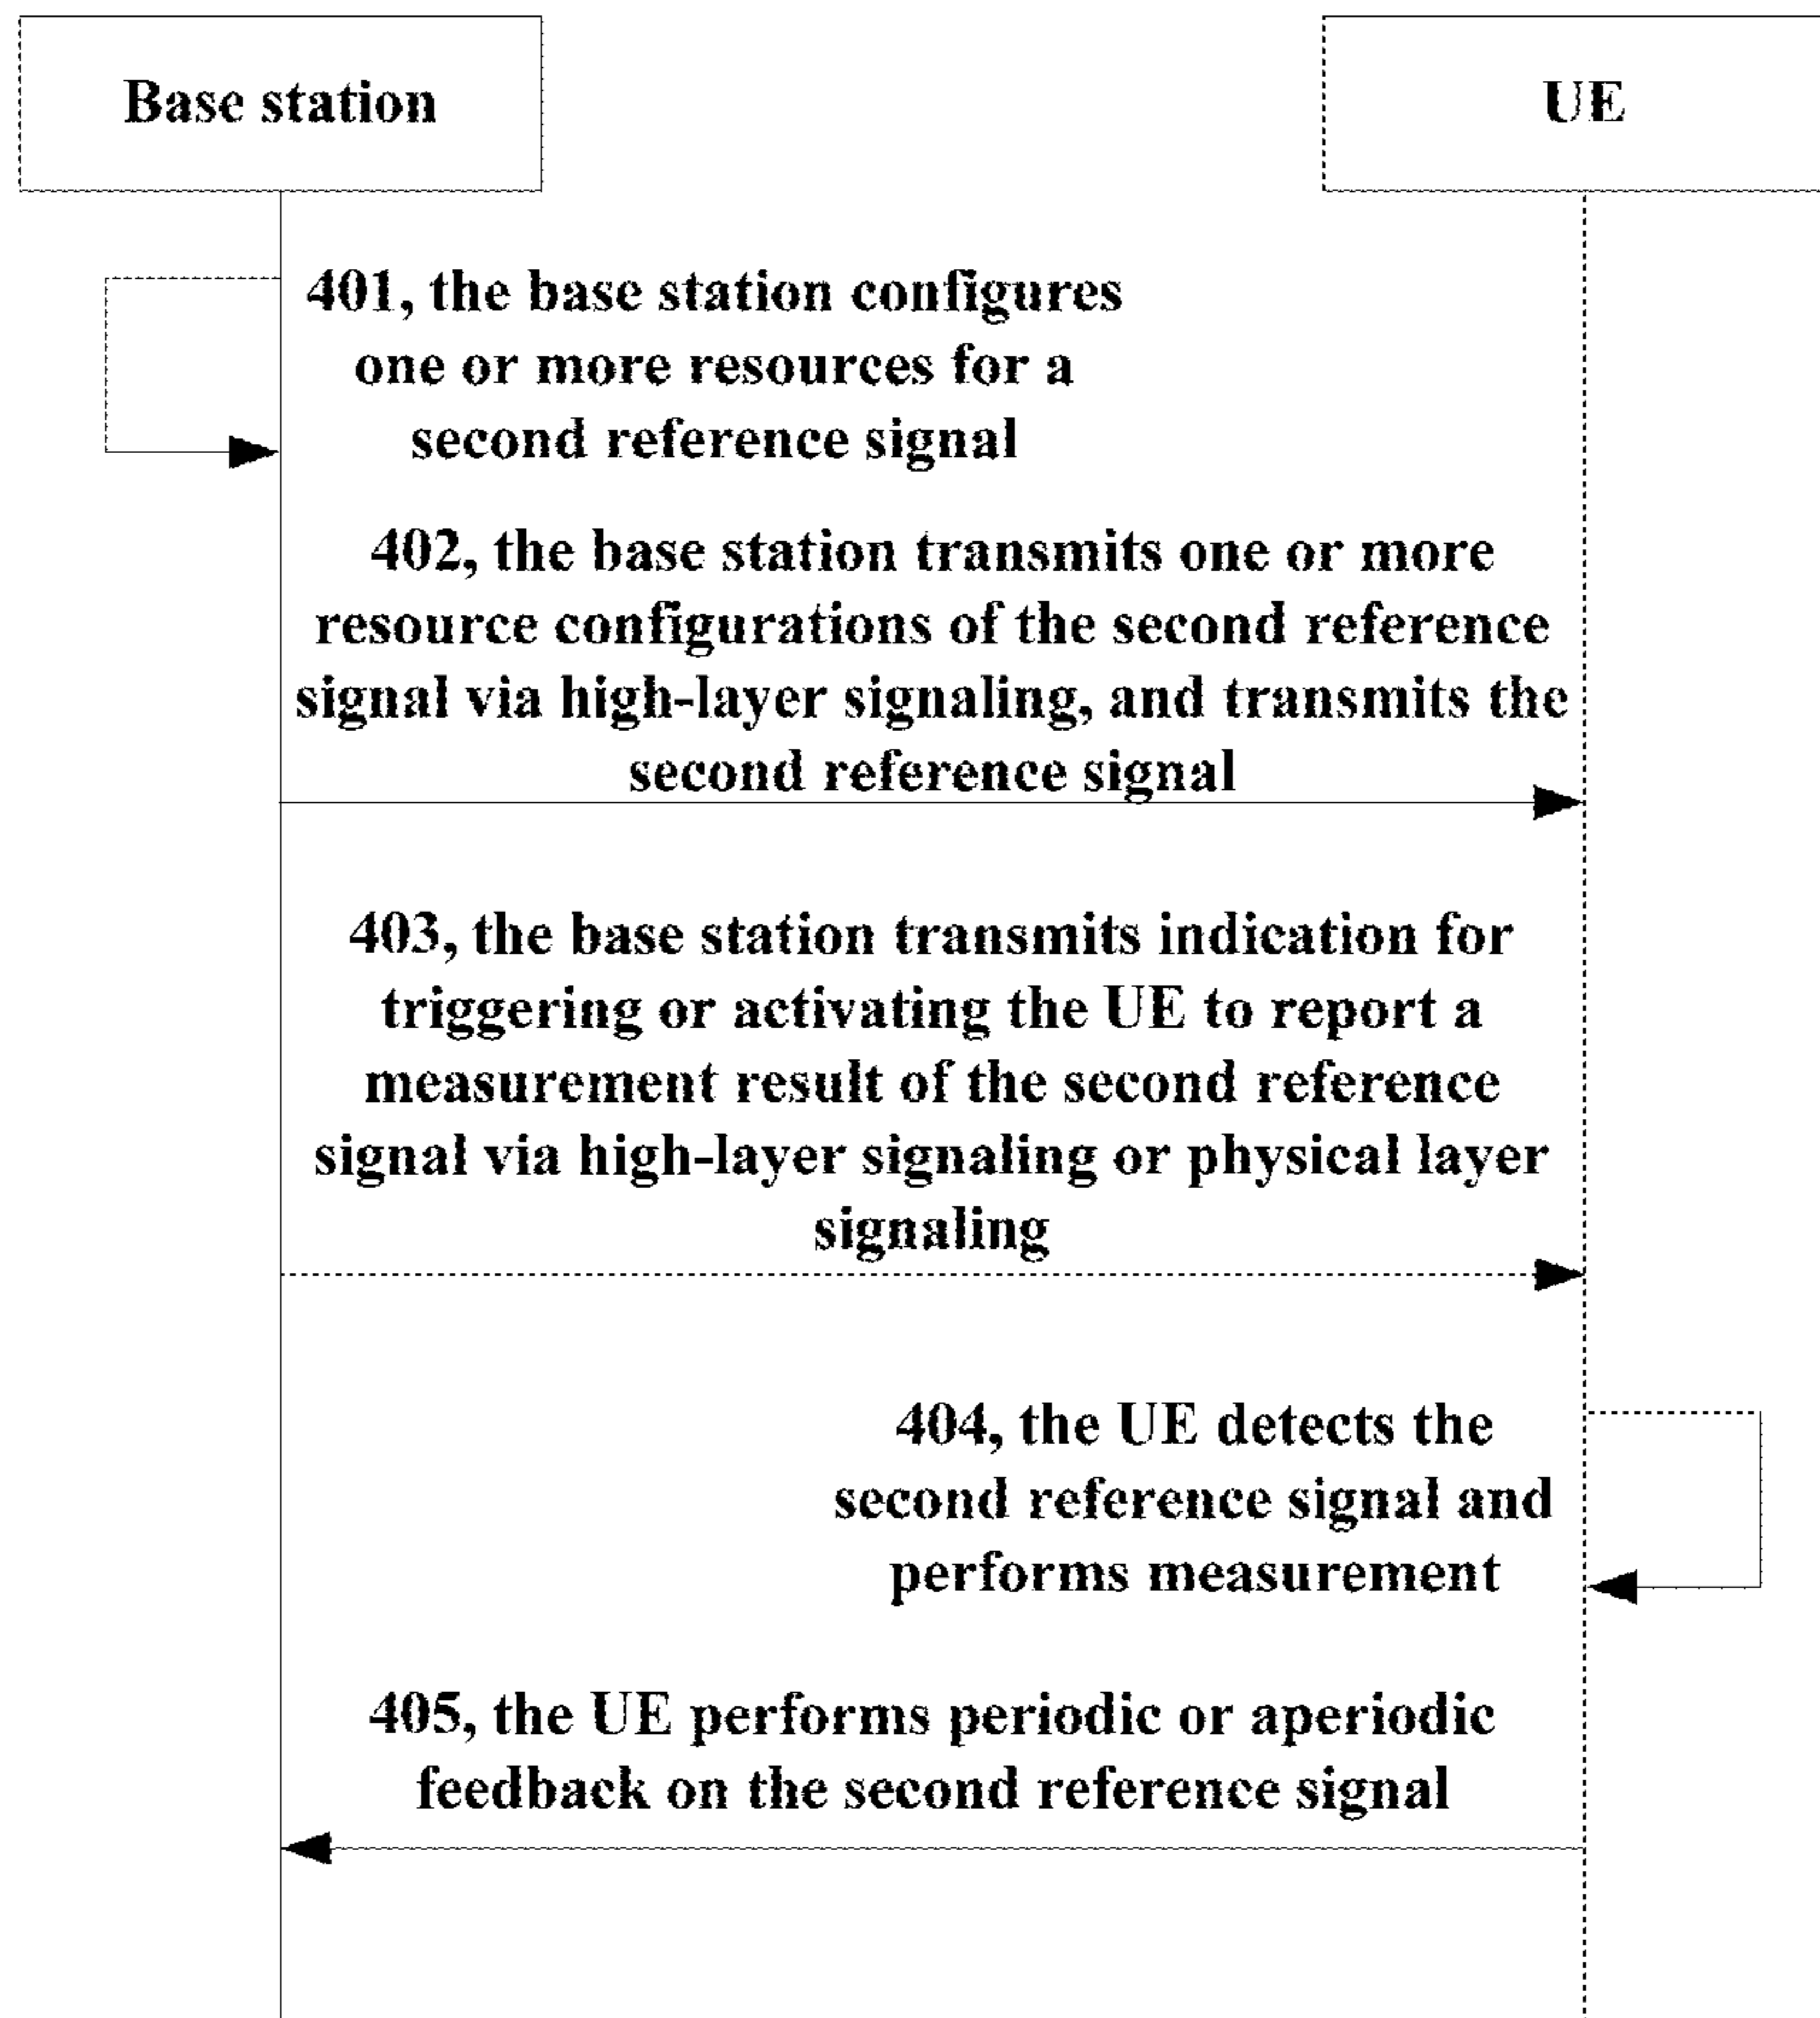 Base station
UE
401, the base station configures
one or more resources for a
second reference signal
402, the base station transmits one or more
resource configurations of the second reference
signal via high-layer signaling, and transmits the
second reference signal
403, the base station transmits indication for
triggering or activating the UE to report a
measurement result of the second reference
signal via high-layer signaling or physical layer
signaling
404, the UE detects the
second reference signal and
performs measurement
405, the UE performs periodic or aperiodic
feedback on the second reference signal